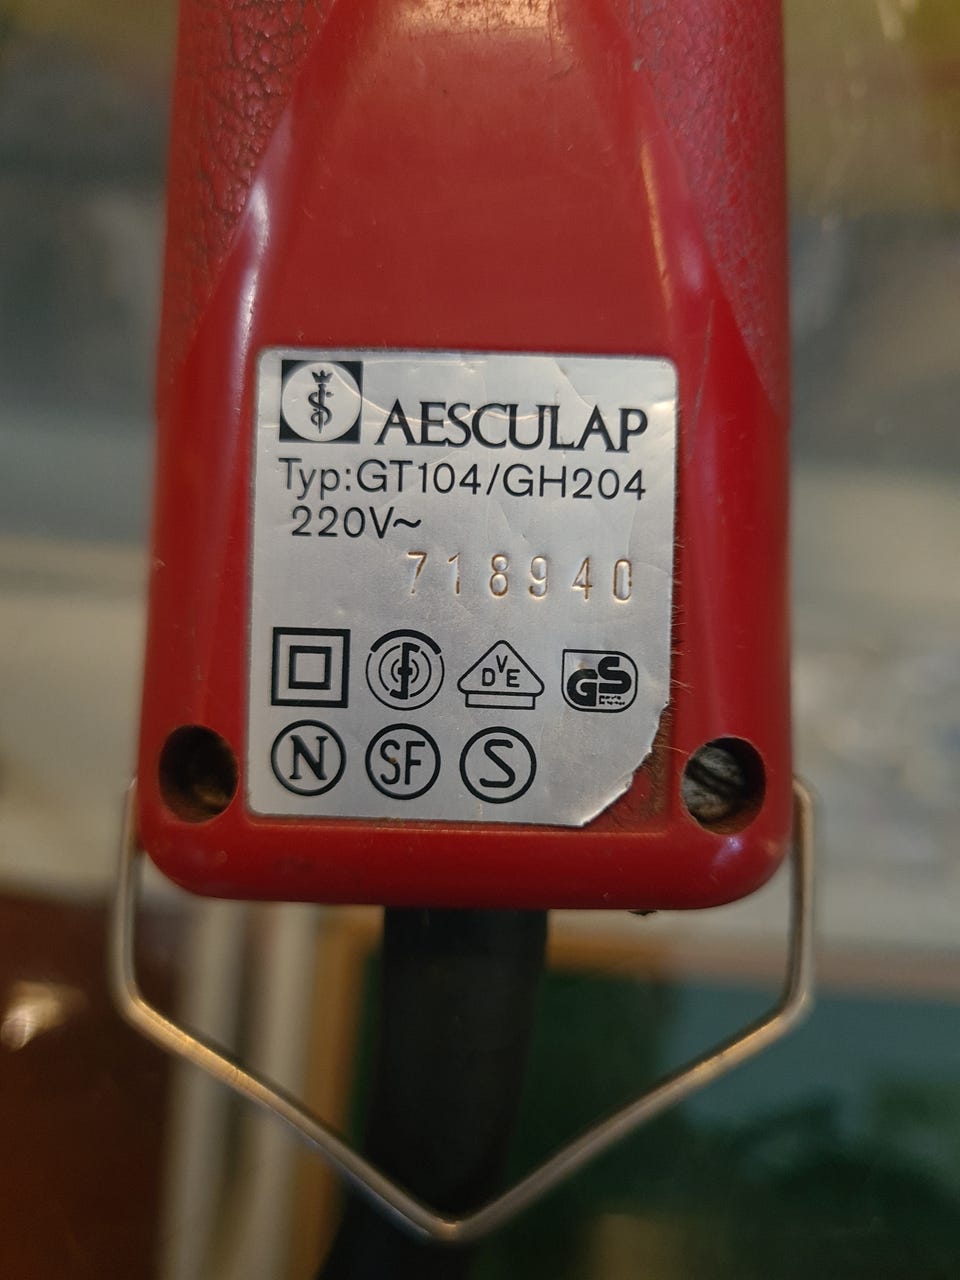 AESCULAP
Typ:GT104/GH204
220V~
718940
DVE
GS
N
SF
S